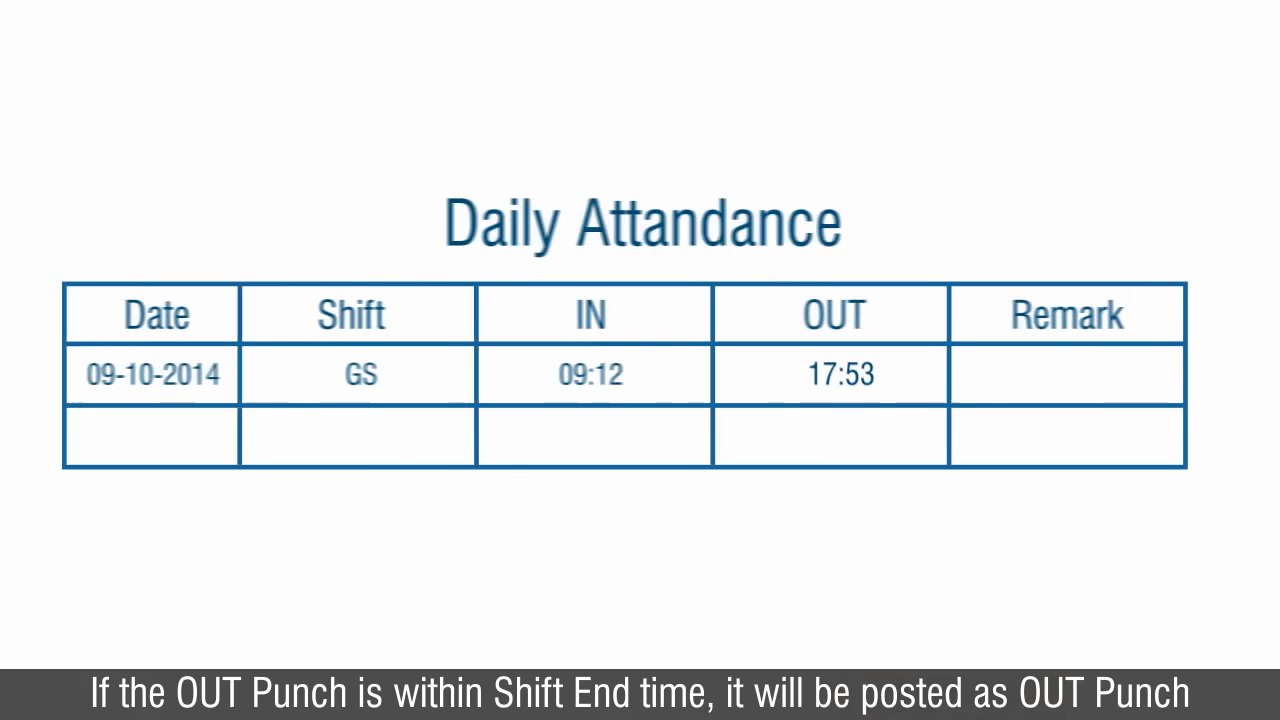 Daily Attandance
Date Shift IN OUT Remark
09-10-2014 GS 09:12 17:53
If the OUT Punch is within Shift End time, it will be posted as OUT Punch